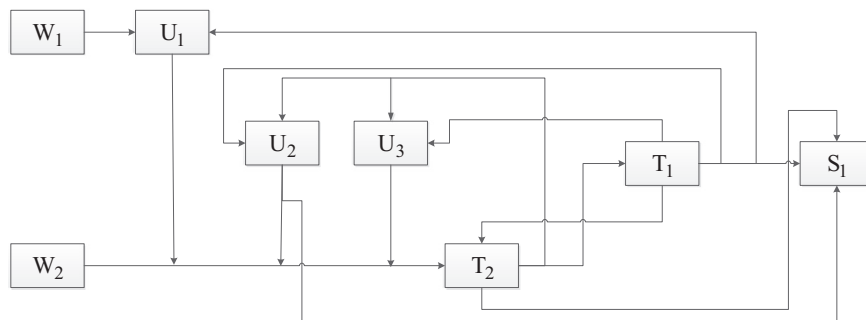 W₁
U₁
U₂
U₃
T₁
S₁
W₂
T₂